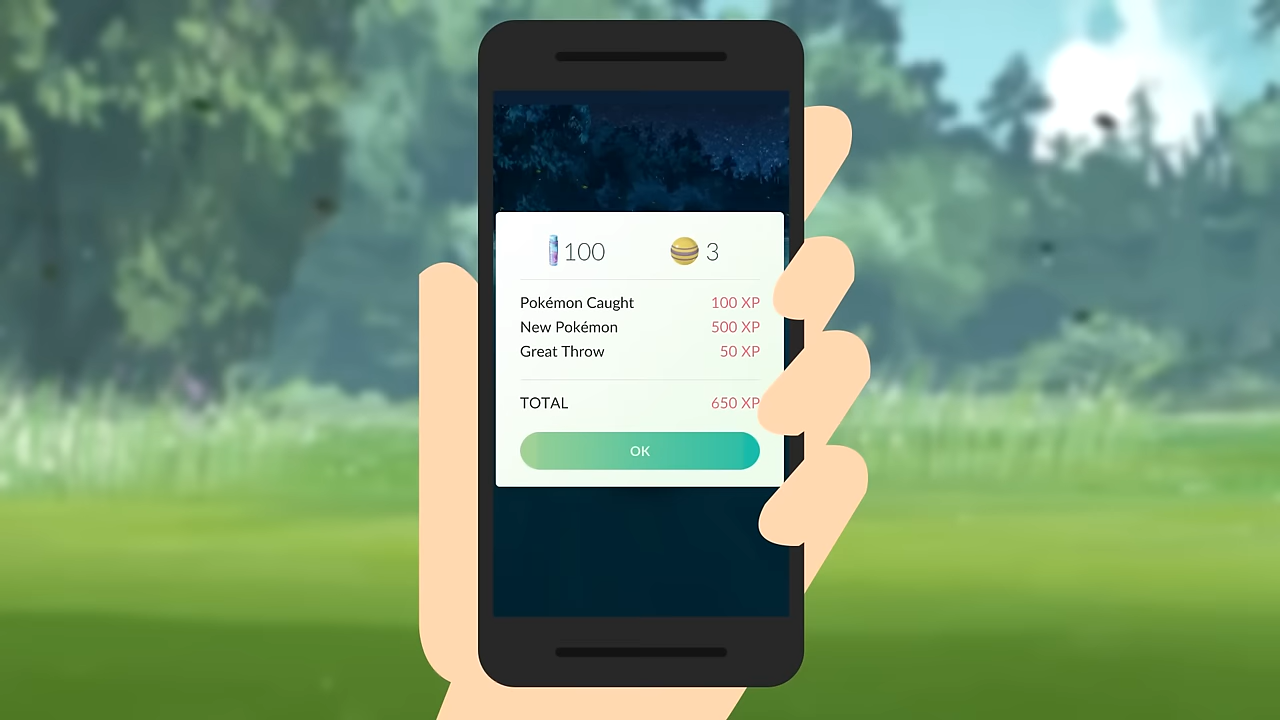 100 3
Pokémon Caught 100 XP
New Pokémon 500 XP
Great Throw 50 XP
TOTAL 650 XP
OK